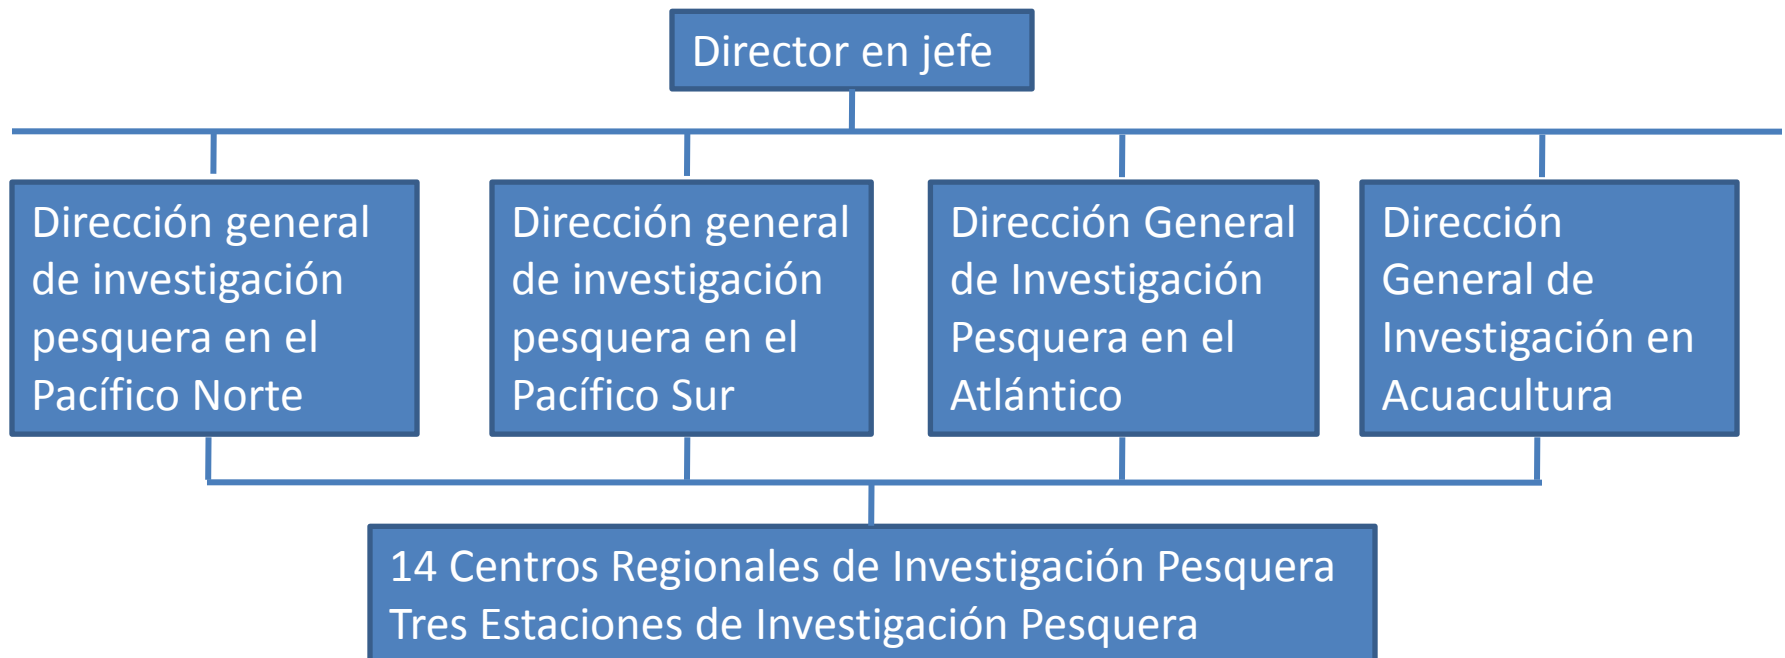 Director en jefe
Dirección general
de investigación
pesquera en el
Pacífico Norte
Dirección general
de investigación
pesquera en el
Pacífico Sur
Dirección General
de Investigación
Pesquera en el
Atlántico
Dirección
General de
Investigación en
Acuacultura
14 Centros Regionales de Investigación Pesquera
Tres Estaciones de Investigación Pesquera